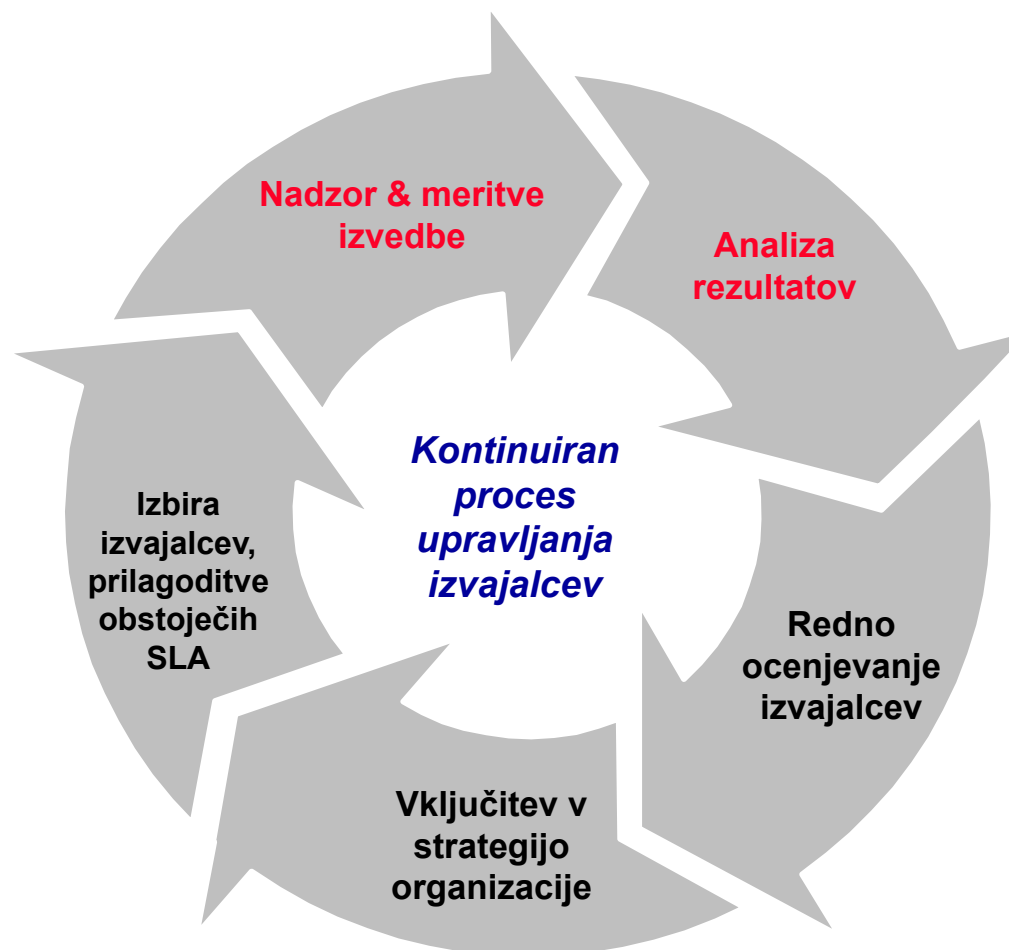 Nadzor & meritve
izvedbe
Analiza
rezultatov
Redno
ocenjevanje
izvajalcev
Vključitev v
strategijo
organizacije
Izbira
izvajalcev,
prilagoditve
obstoječih
SLA
Kontinuiran
proces
upravljanja
izvajalcev